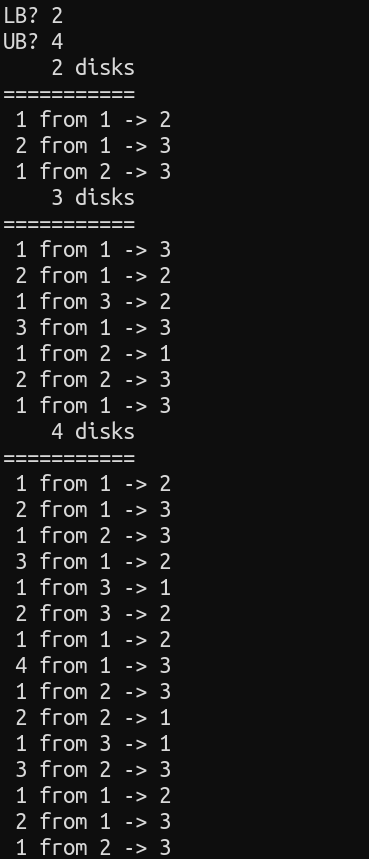 LB? 2
UB? 4
    2 disks
===========
 1 from 1 -> 2
 2 from 1 -> 3
 1 from 2 -> 3
    3 disks
===========
 1 from 1 -> 3
 2 from 1 -> 2
 1 from 3 -> 2
 3 from 1 -> 3
 1 from 2 -> 1
 2 from 2 -> 3
 1 from 1 -> 3
    4 disks
===========
 1 from 1 -> 2
 2 from 1 -> 3
 1 from 2 -> 3
 3 from 1 -> 2
 1 from 3 -> 1
 2 from 3 -> 2
 1 from 1 -> 2
 4 from 1 -> 3
 1 from 2 -> 3
 2 from 2 -> 1
 1 from 3 -> 1
 3 from 2 -> 3
 1 from 1 -> 2
 2 from 1 -> 3
 1 from 2 -> 3